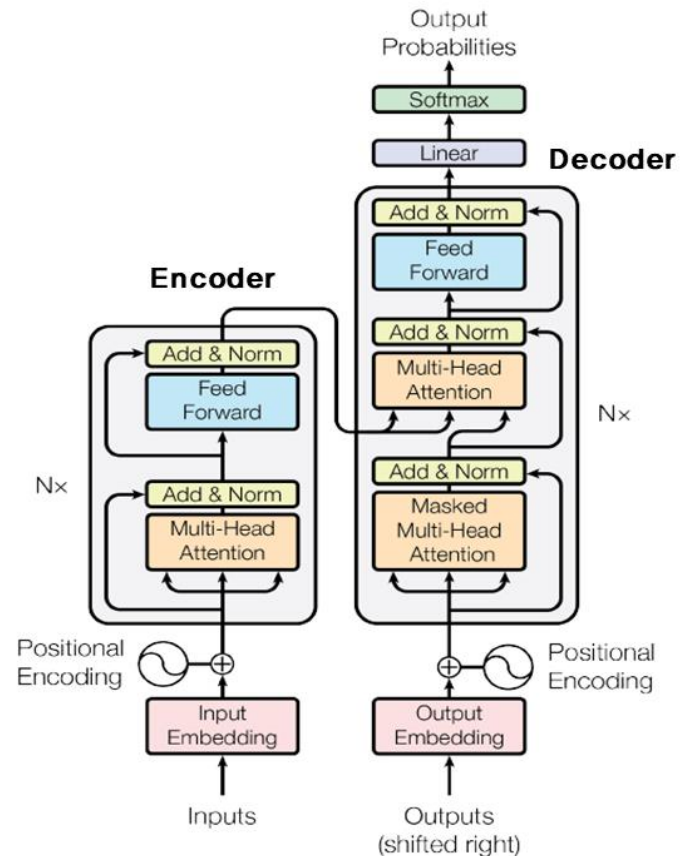 Output
Probabilities
Softmax
Linear
Decoder
Add & Norm
Feed
Forward
Add & Norm
Multi-Head
Attention
Nx
Add & Norm
Masked
Multi-Head
Attention
Positional
Encoding
Output
Embedding
Outputs
(shifted right)
Encoder
Add & Norm
Feed
Forward
Nx
Add & Norm
Multi-Head
Attention
Positional
Encoding
Input
Embedding
Inputs